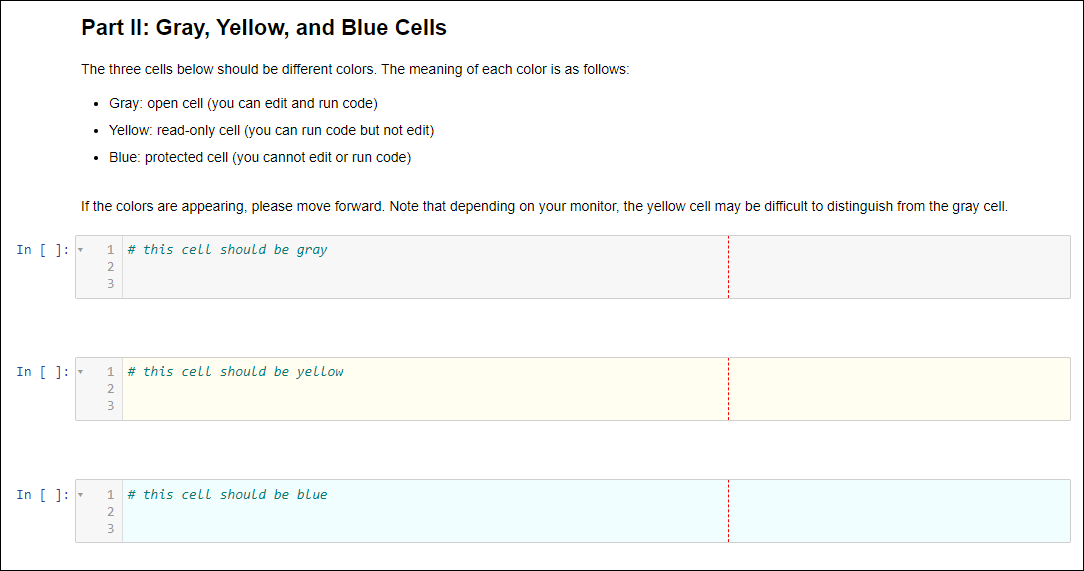 Part II: Gray, Yellow, and Blue Cells
The three cells below should be different colors. The meaning of each color is as follows:
• Gray: open cell (you can edit and run code)
• Yellow: read-only cell (you can run code but not edit)
• Blue: protected cell (you cannot edit or run code)
If the colors are appearing, please move forward. Note that depending on your monitor, the yellow cell may be difficult to distinguish from the gray cell.
In [ ]: 1 # this cell should be gray
2
3
In [ ]: 1 # this cell should be yellow
2
3
In [ ]: 1 # this cell should be blue
2
3